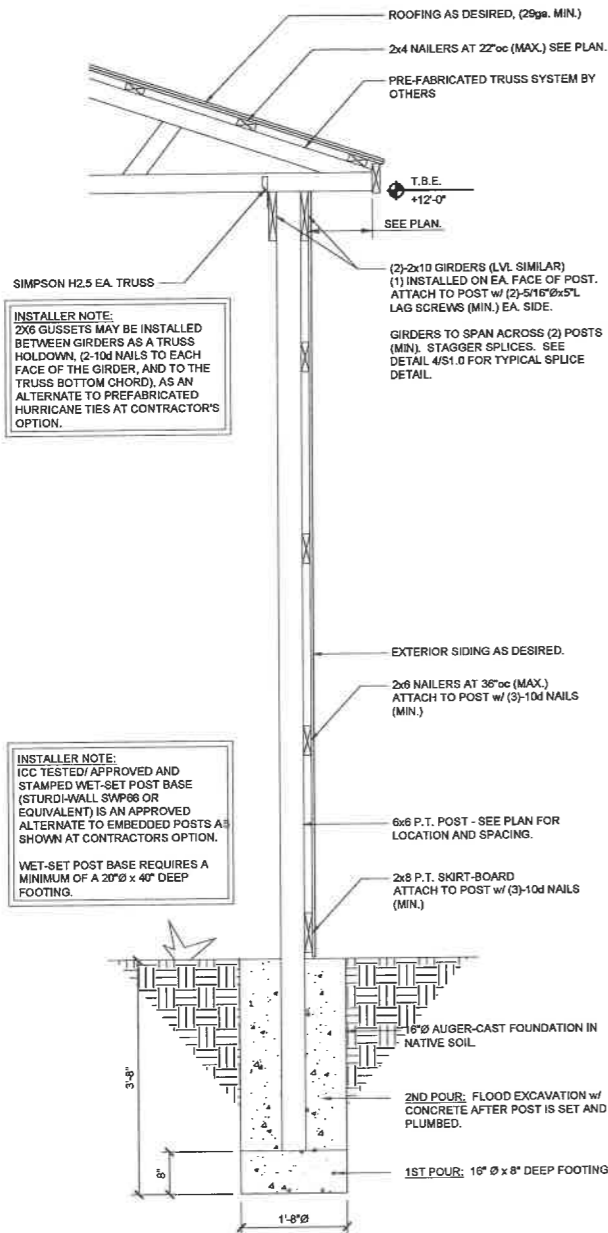 ROOFING AS DESIRED, (29ga. MIN.)
2x4 NAILERS AT 22"oc (MAX.) SEE PLAN.
PRE-FABRICATED TRUSS SYSTEM BY
OTHERS
T.B.E.
+12'-0"
SEE PLAN.
SIMPSON H2.5 EA. TRUSS
(2)-2x10 GIRDERS (LVL SIMILAR)
(1) INSTALLED ON EA. FACE OF POST.
ATTACH TO POST w/ (2)-5/16"Øx5"L
LAG SCREWS (MIN.) EA. SIDE.
GIRDERS TO SPAN ACROSS (2) POSTS
(MIN). STAGGER SPLICES. SEE
DETAIL 4/S1.0 FOR TYPICAL SPLICE
DETAIL.
INSTALLER NOTE:
2X6 GUSSETS MAY BE INSTALLED
BETWEEN GIRDERS AS A TRUSS
HOLDOWN, (2-10d NAILS TO EACH
FACE OF THE GIRDER, AND TO THE
TRUSS BOTTOM CHORD), AS AN
ALTERNATE TO PREFABRICATED
HURRICANE TIES AT CONTRACTOR'S
OPTION.
EXTERIOR SIDING AS DESIRED.
2x6 NAILERS AT 36"oc (MAX.)
ATTACH TO POST w/ (3)-10d NAILS
(MIN.)
INSTALLER NOTE:
ICC TESTED/ APPROVED AND
STAMPED WET-SET POST BASE
(STURDI-WALL SWP66 OR
EQUIVALENT) IS AN APPROVED
ALTERNATE TO EMBEDDED POSTS AS
SHOWN AT CONTRACTORS OPTION.
WET-SET POST BASE REQUIRES A
MINIMUM OF A 20"Ø x 40" DEEP
FOOTING.
6x6 P.T. POST - SEE PLAN FOR
LOCATION AND SPACING.
2x8 P.T. SKIRT-BOARD
ATTACH TO POST w/ (3)-10d NAILS
(MIN.)
16"Ø AUGER-CAST FOUNDATION IN
NATIVE SOIL
3'-8"
2ND POUR: FLOOD EXCAVATION w/
CONCRETE AFTER POST IS SET AND
PLUMBED.
8"
1ST POUR: 16" Ø x 8" DEEP FOOTING
1'-8"Ø